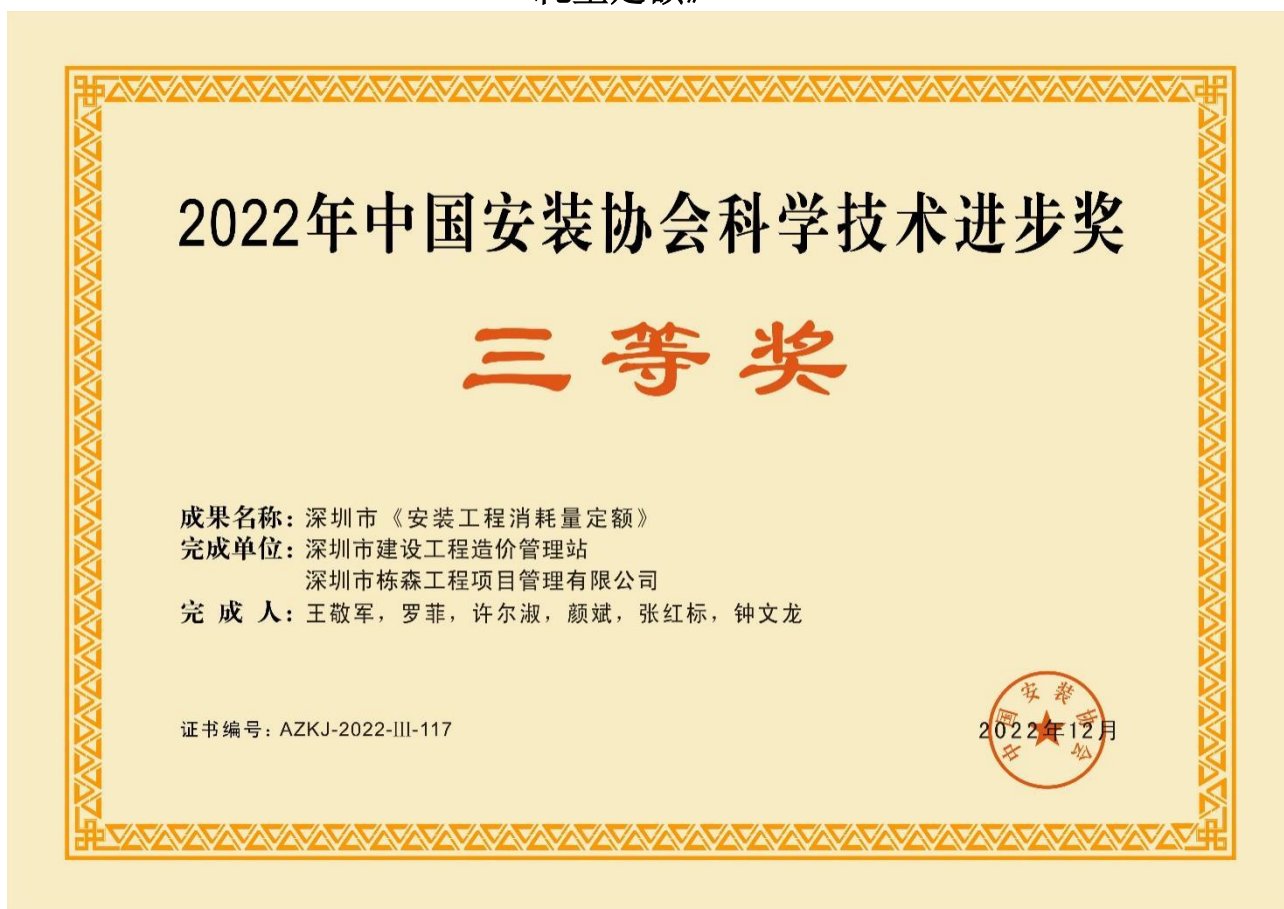 2022年中国安装协会科学技术进步奖
三等奖
成果名称：深圳市《安装工程消耗量定额》
完成单位：深圳市建设工程造价管理站
深圳市栋森工程项目管理有限公司
完 成 人：王敬军，罗菲，许尔淑，颜斌，张红标，钟文龙
证书编号：AZKJ-2022-III-117
中国安装协会
2022年12月